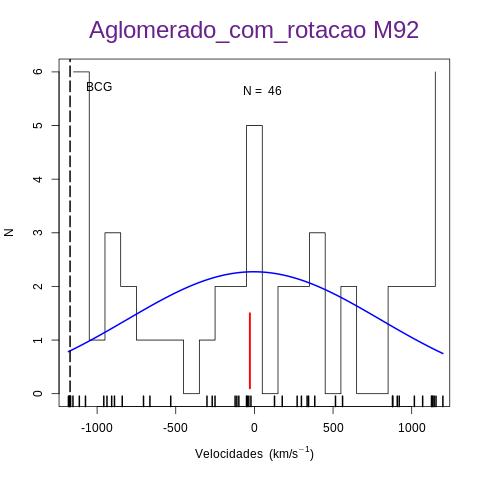 Aglomerado_com_rotacao M92
BCG
N = 46
6
5
4
3
2
1
0
N
-1000 -500 0 500 1000
Velocidades (km/s⁻¹)